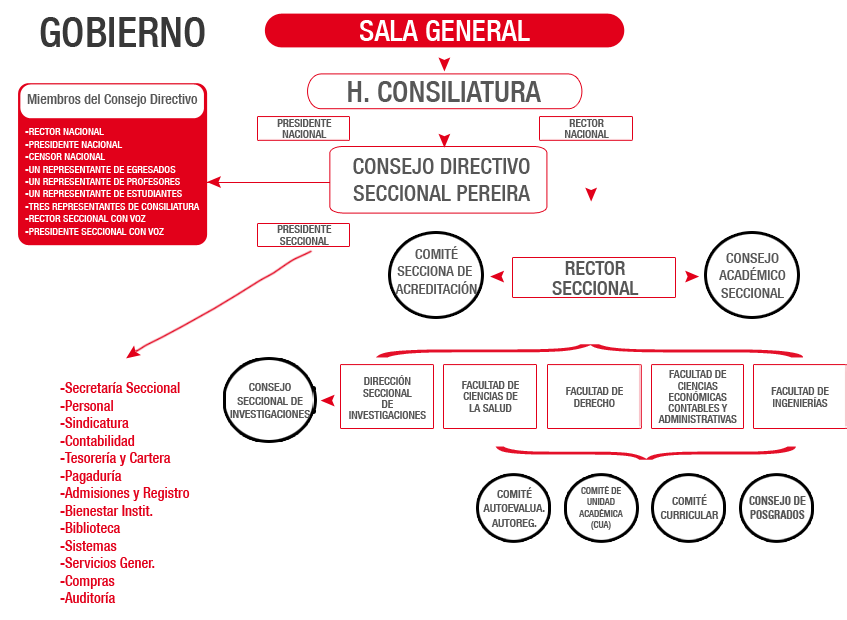 GOBIERNO
SALA GENERAL
H. CONSILIATURA
Miembros del Consejo Directivo
-RECTOR NACIONAL
-PRESIDENTE NACIONAL
-CENSOR NACIONAL
-UN REPRESENTANTE DE EGRESADOS
-UN REPRESENTANTE DE PROFESORES
-UN REPRESENTANTE DE ESTUDIANTES
-TRES REPRESENTANTES DE CONSILIATURA
-RECTOR SECCIONAL CON VOZ
-PRESIDENTE SECCIONAL CON VOZ
PRESIDENTE
NACIONAL
RECTOR
NACIONAL
CONSEJO DIRECTIVO
SECCIONAL PEREIRA
PRESIDENTE
SECCIONAL
COMITÉ
SECCIONA DE
ACREDITACIÓN
RECTOR
SECCIONAL
CONSEJO
ACADÉMICO
SECCIONAL
-Secretaría Seccional
-Personal
-Sindicatura
-Contabilidad
-Tesorería y Cartera
-Pagaduría
-Admisiones y Registro
-Bienestar Instit.
-Biblioteca
-Sistemas
-Servicios Gener.
-Compras
-Auditoría
CONSEJO
SECCIONAL DE
INVESTIGACIONES
DIRECCIÓN
SECCIONAL
DE
INVESTIGACIONES
FACULTAD DE
CIENCIAS DE
LA SALUD
FACULTAD DE
DERECHO
FACULTAD DE
CIENCIAS
ECONÓMICAS
CONTABLES Y
ADMINISTRATIVAS
FACULTAD DE
INGENIERÍAS
COMITÉ
AUTOEVALUA.
AUTOREG.
COMITÉ DE
UNIDAD
ACADÉMICA
(CUA)
COMITÉ
CURRICULAR
CONSEJO DE
POSGRADOS